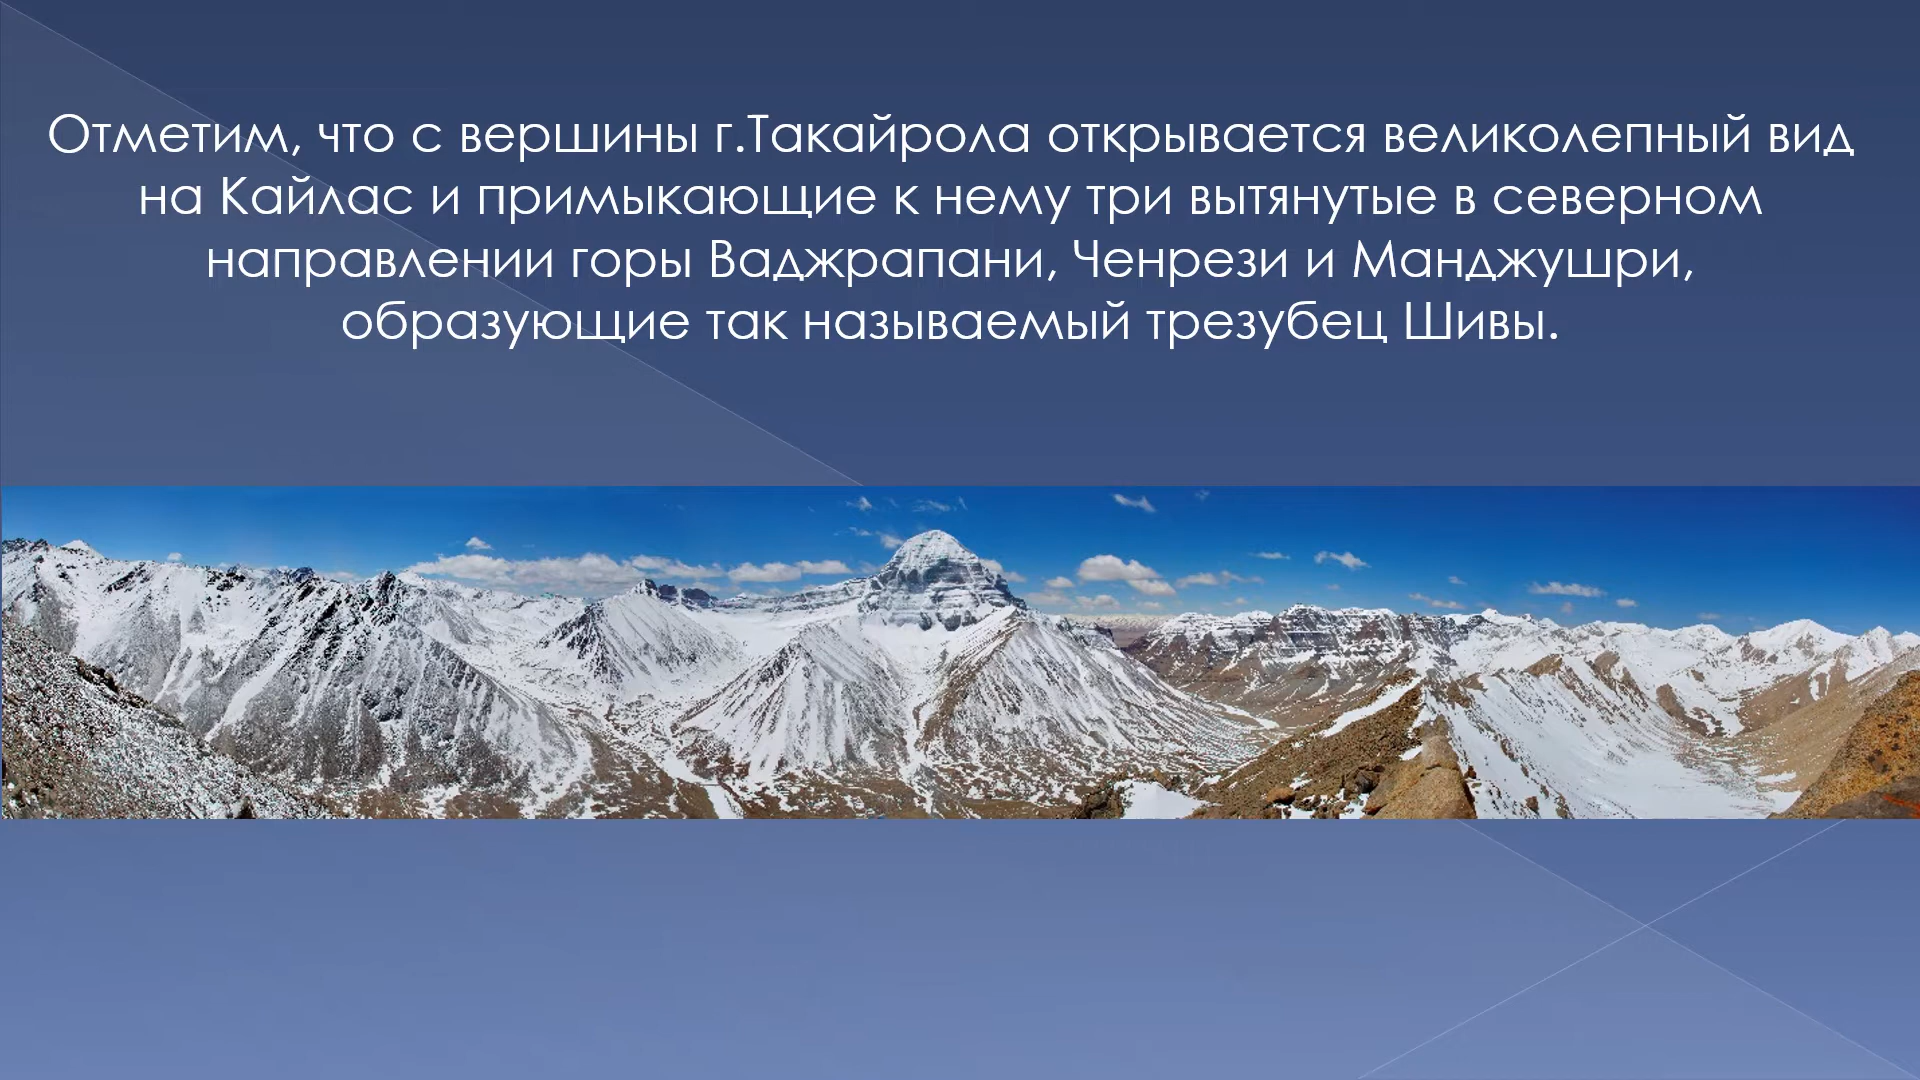 Отметим, что с вершины г.Такайрола открывается великолепный вид
на Кайлас и примыкающие к нему три вытянутые в северном
направлении горы Ваджрапани, Ченрези и Манджушри,
образующие так называемый трезубец Шивы.